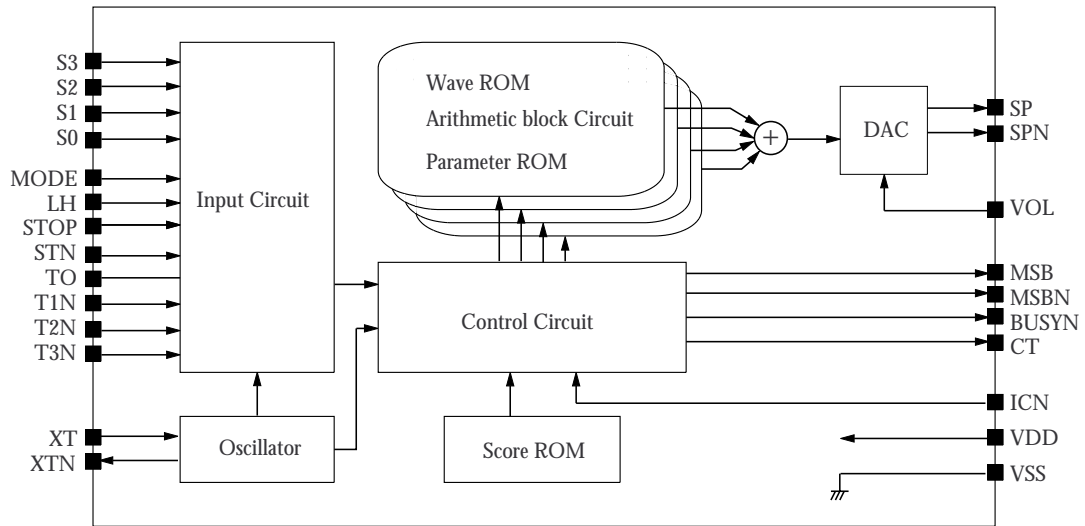 S3
S2
S1
S0
MODE
LH
STOP
STN
TO
T1N
T2N
T3N
XT
XTN
Input Circuit
Oscillator
Wave ROM
Arithmetic block Circuit
Parameter ROM
Control Circuit
Score ROM
+
DAC
SP
SPN
VOL
MSB
MSBN
BUSYN
CT
ICN
VDD
VSS